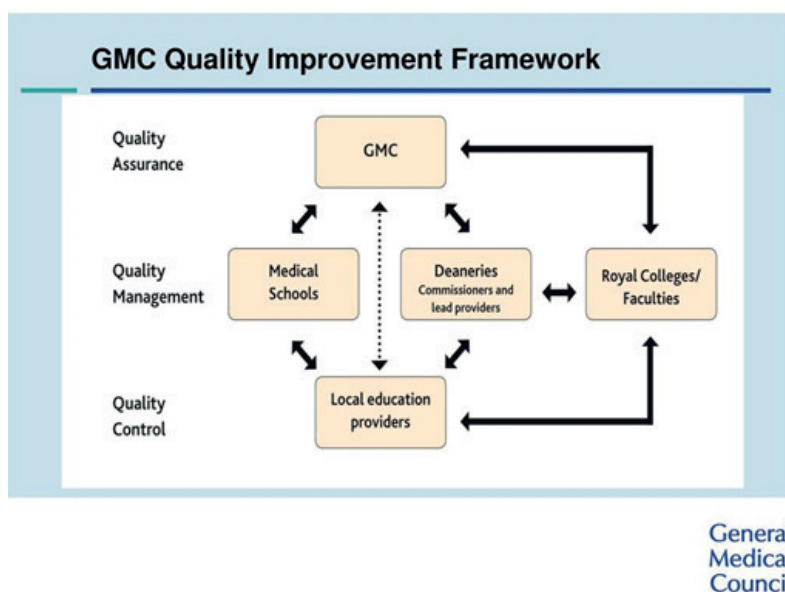 GMC Quality Improvement Framework
Quality
Assurance
GMC
Quality
Management
Medical
Schools
Deaneries
Commissioners and
lead providers
Royal Colleges/
Faculties
Quality
Control
Local education
providers
Genera
Medica
Counci